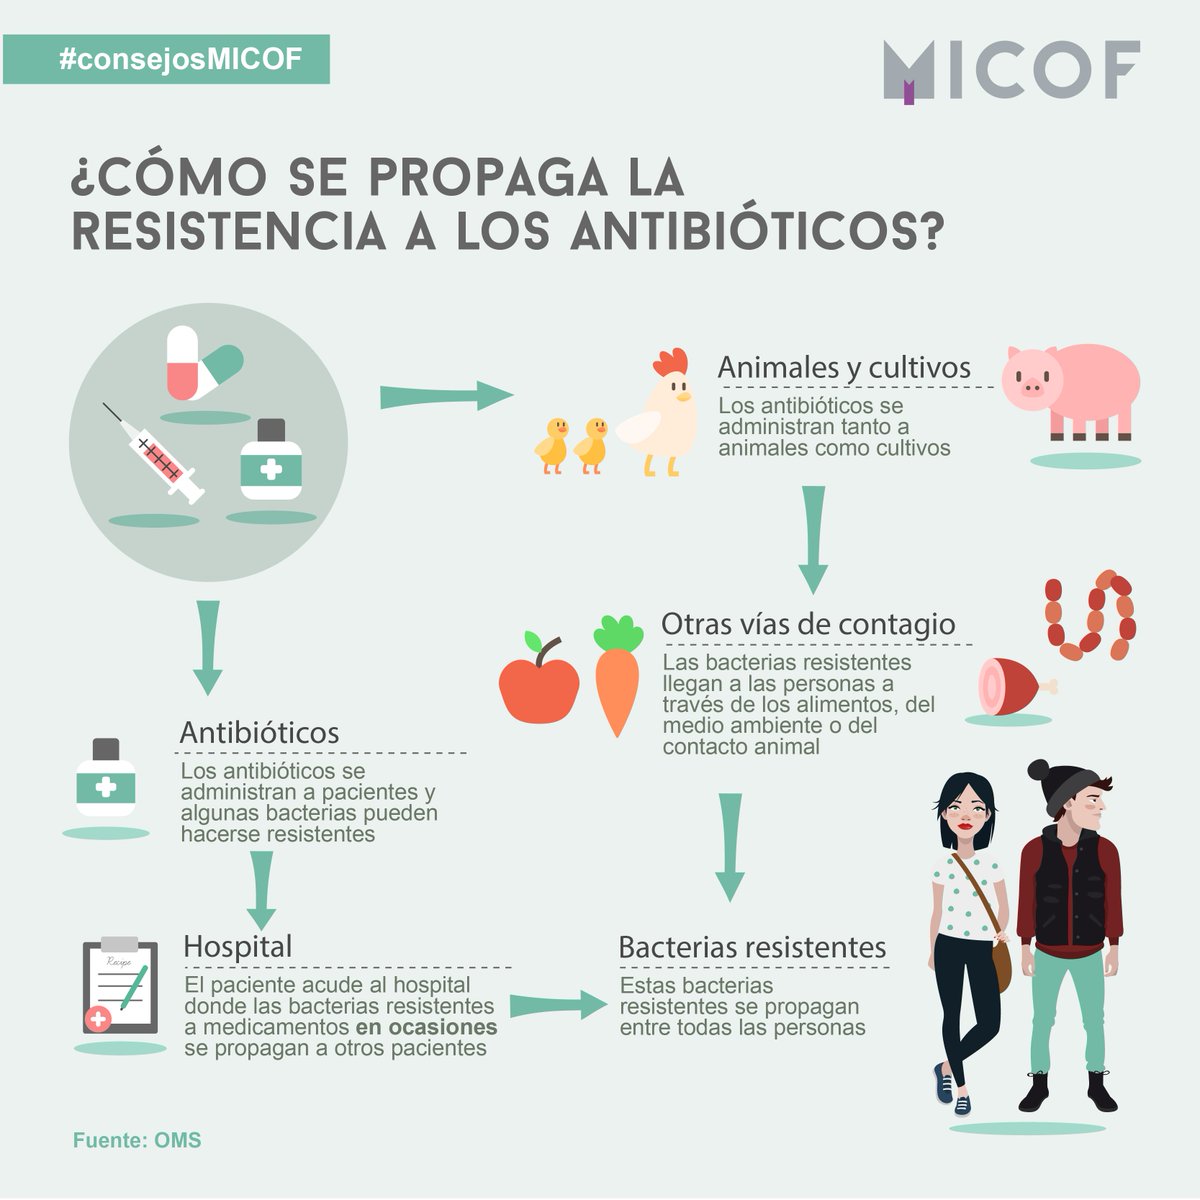 #consejosMICOF
MICOF
¿CÓMO SE PROPAGA LA
RESISTENCIA A LOS ANTIBIÓTICOS?
Animales y cultivos
Los antibióticos se
administran tanto a
animales como cultivos
Otras vías de contagio
Las bacterias resistentes
llegan a las personas a
través de los alimentos, del
medio ambiente o del
contacto animal
Antibióticos
Los antibióticos se
administran a pacientes y
algunas bacterias pueden
hacerse resistentes
Recipe
Hospital
El paciente acude al hospital
donde las bacterias resistentes
a medicamentos en ocasiones
se propagan a otros pacientes
Bacterias resistentes
Estas bacterias
resistentes se propagan
entre todas las personas
Fuente: OMS